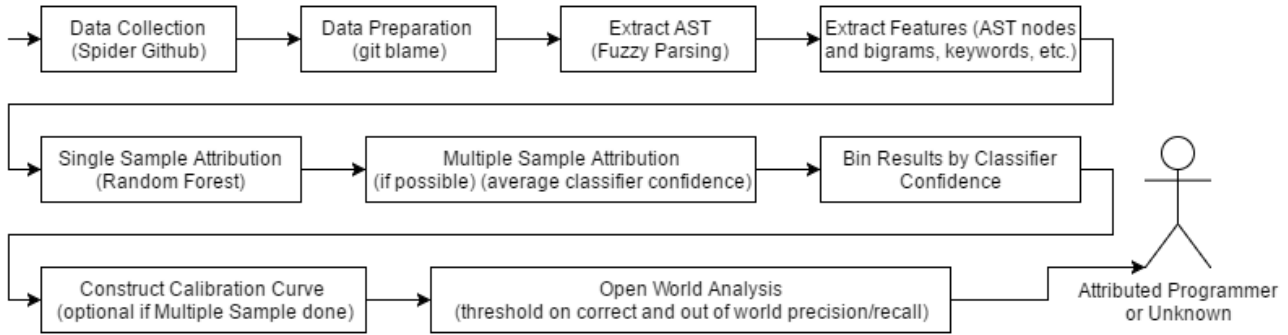 Data Collection
(Spider Github)
Data Preparation
(git blame)
Extract AST
(Fuzzy Parsing)
Extract Features (AST nodes
and bigrams, keywords, etc.)
Single Sample Attribution
(Random Forest)
Multiple Sample Attribution
(if possible) (average classifier confidence)
Bin Results by Classifier
Confidence
Construct Calibration Curve
(optional if Multiple Sample done)
Open World Analysis
(threshold on correct and out of world precision/recall)
Attributed Programmer
or Unknown